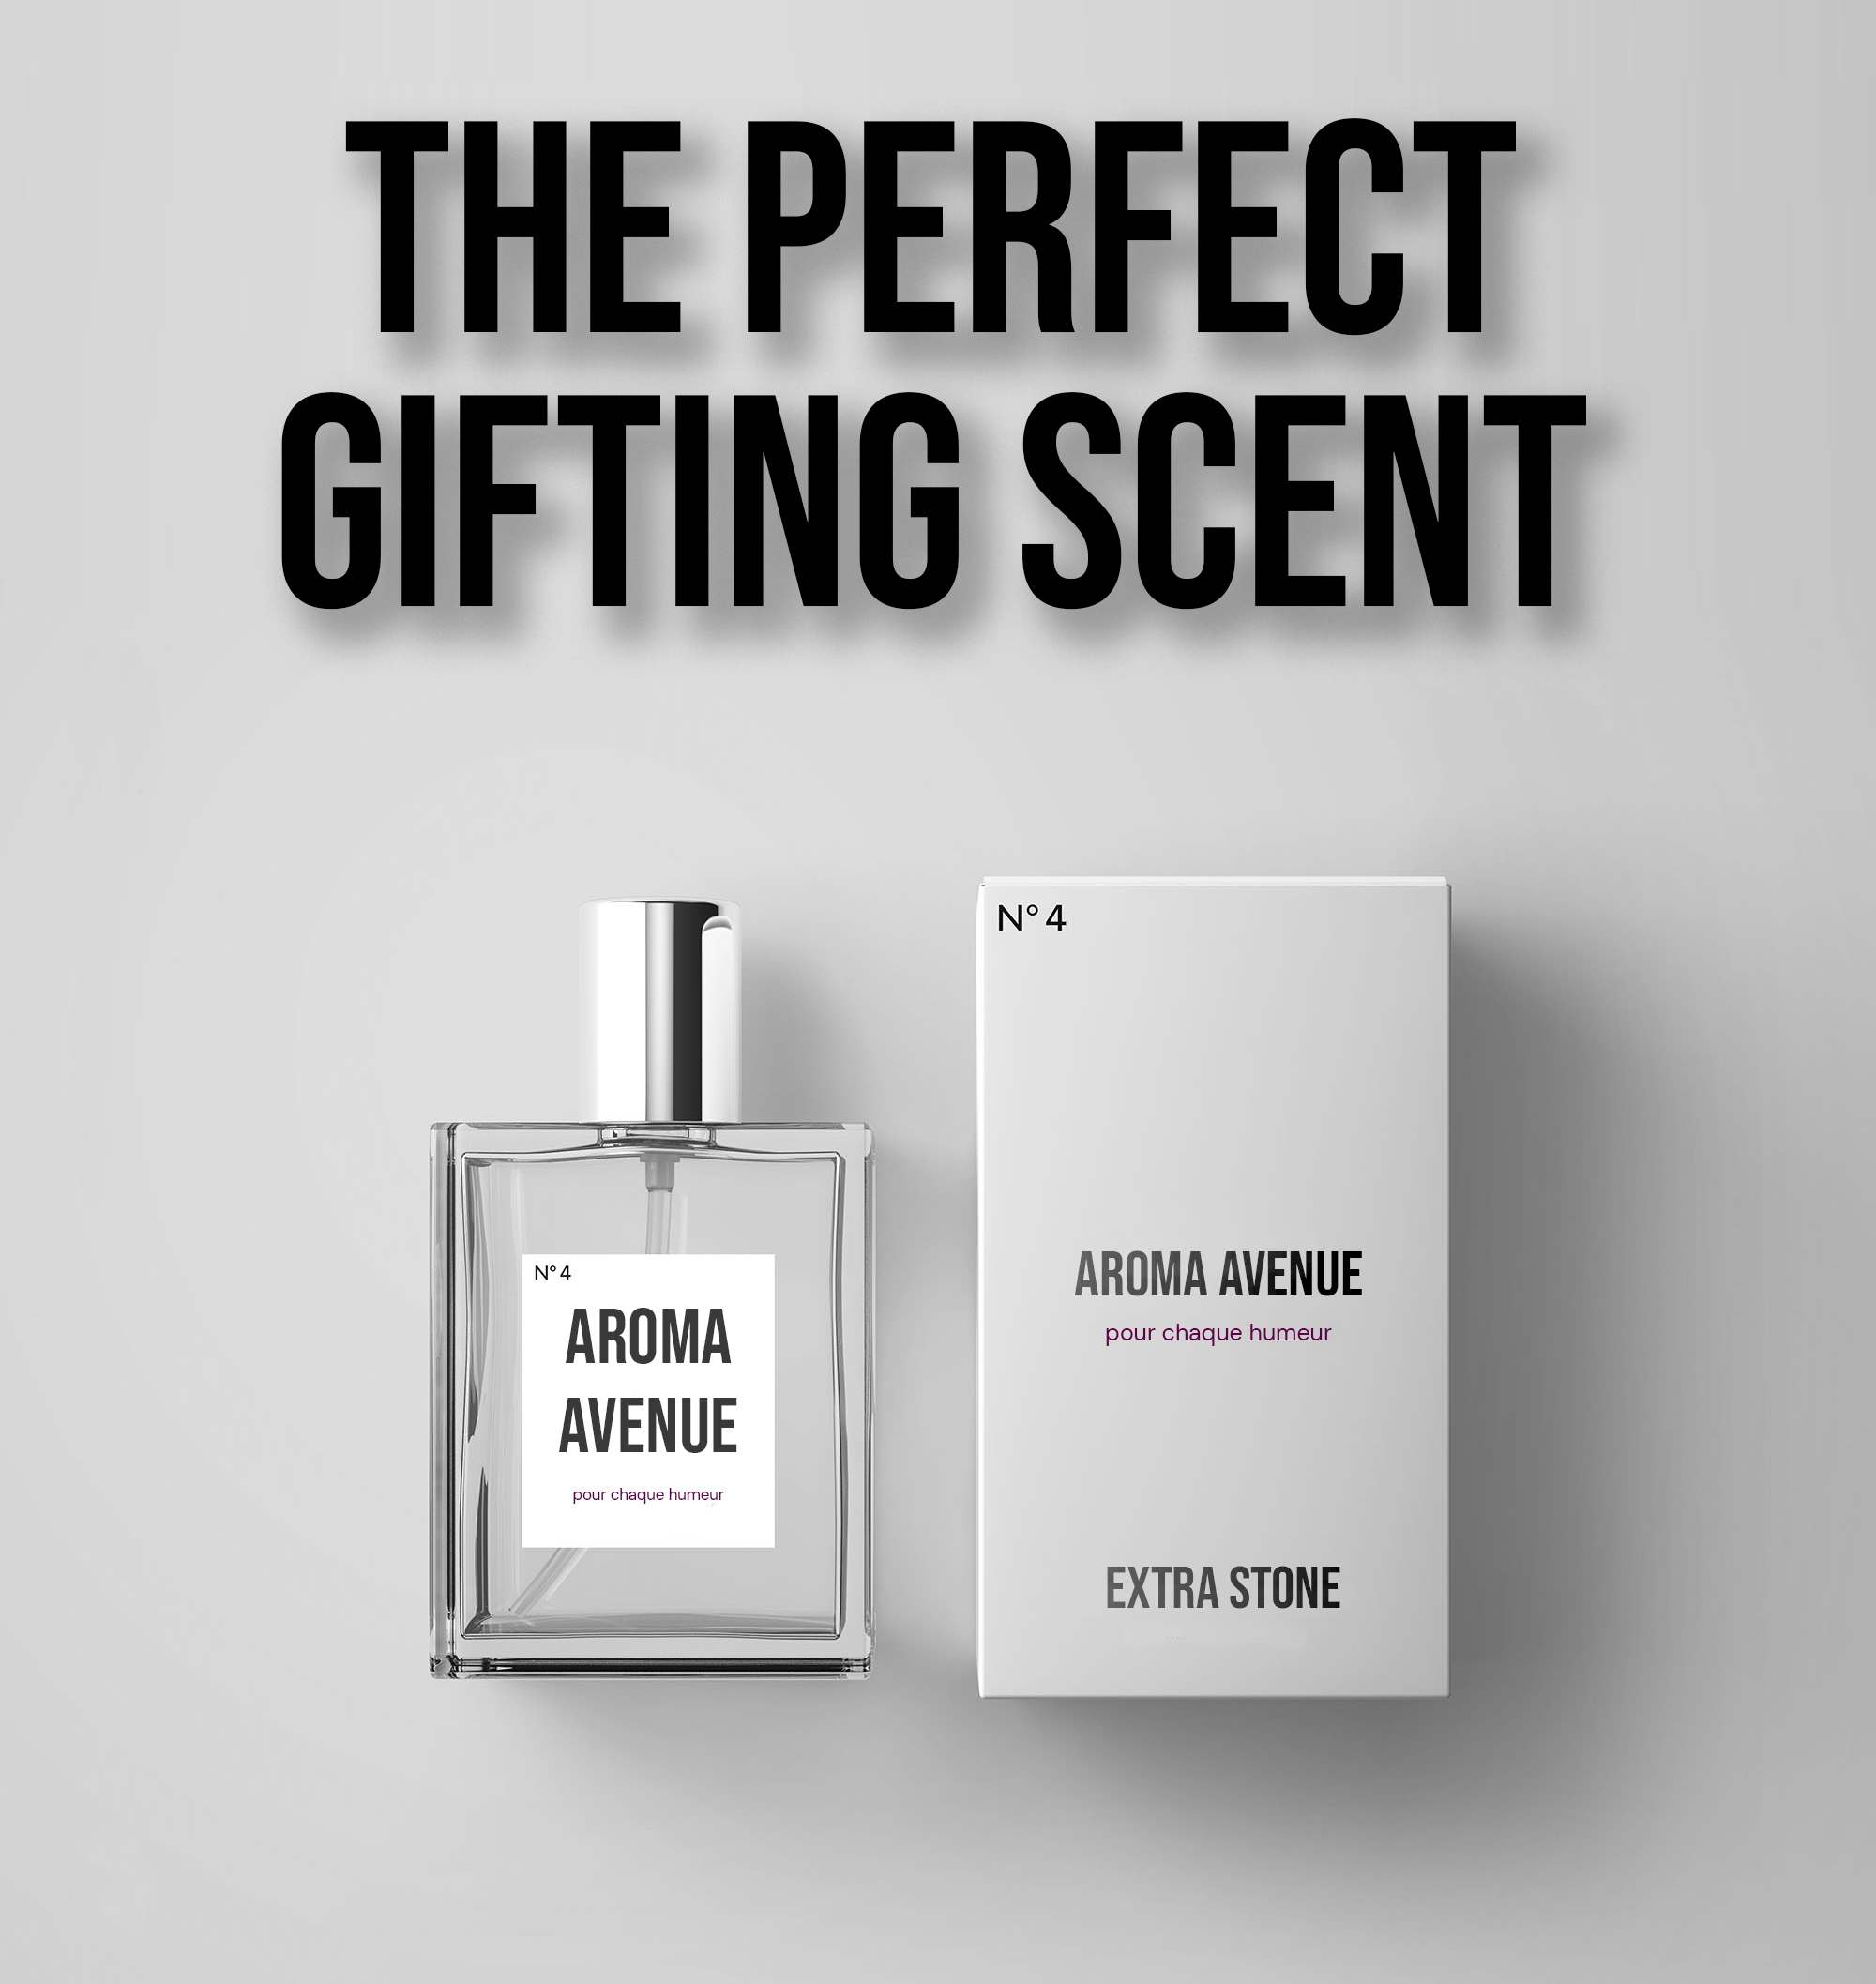 THE PERFECT
GIFTING SCENT
N° 4
AROMA
AVENUE
pour chaque humeur
N° 4
AROMA AVENUE
pour chaque humeur
EXTRA STONE